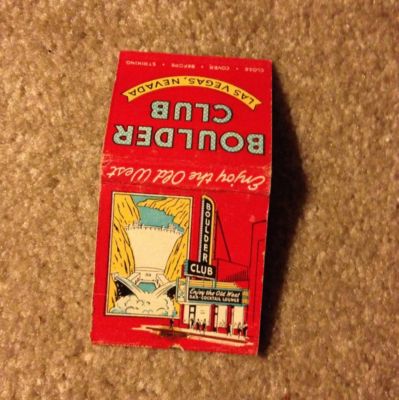 CLOSE • COVER • BEFORE • STRIKING
LAS VEGAS, NEVADA
BOULDER
CLUB
Enjoy the Old West
BOULDER
CLUB
Enjoy the Old West
BAR-COCKTAIL LOUNGE